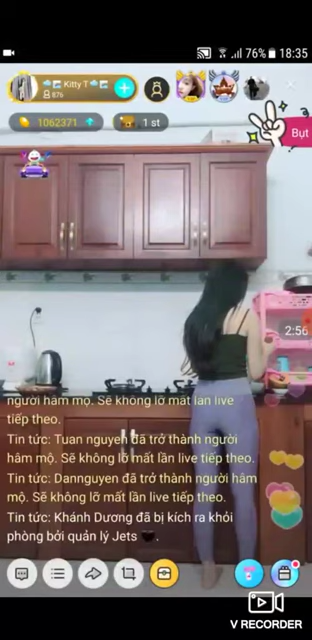 76% 18:35
Kitty T
876
1062371
1 st
Bụt
2:56
người hâm mộ. Sẽ không lỡ mất lần live
tiếp theo.
Tin tức: Tuan nguyen đã trở thành người
hâm mộ. Sẽ không lỡ mất lần live tiếp theo.
Tin tức: Dannguyen đã trở thành người hâm
mộ. Sẽ không lỡ mất lần live tiếp theo.
Tin tức: Khánh Dương đã bị kích ra khỏi
phòng bởi quản lý Jets .
V RECORDER